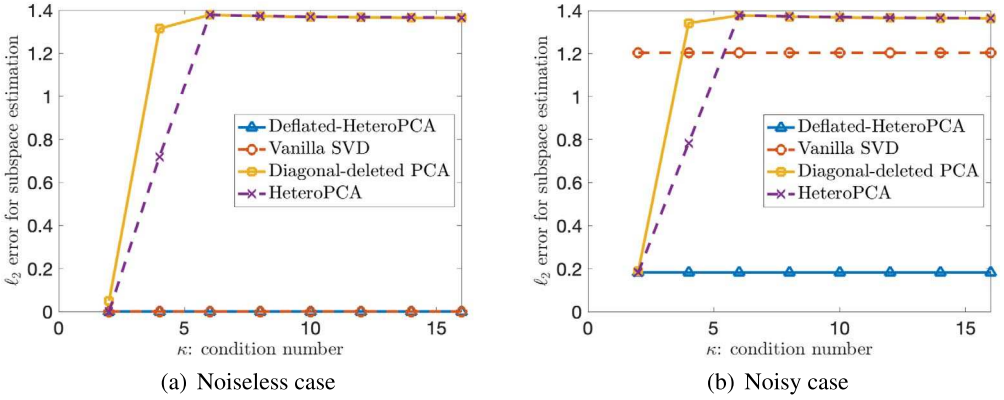 1.4
1.2
1
0.8
0.6
0.4
0.2
0
0 5 10 15
ℓ₂ error for subspace estimation
κ: condition number
Deflated-HeteroPCA
Vanilla SVD
Diagonal-deleted PCA
HeteroPCA
(a) Noiseless case
1.4
1.2
1
0.8
0.6
0.4
0.2
0
0 5 10 15
ℓ₂ error for subspace estimation
κ: condition number
Deflated-HeteroPCA
Vanilla SVD
Diagonal-deleted PCA
HeteroPCA
(b) Noisy case